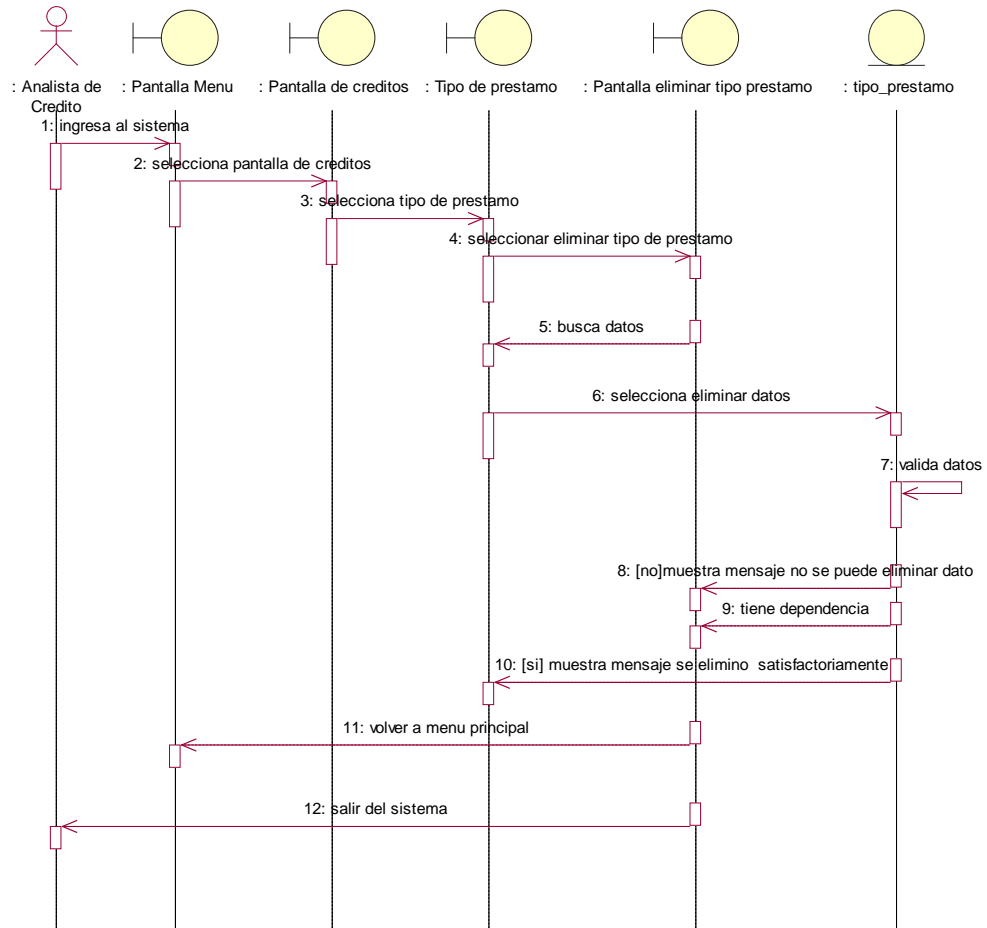 : Analista de
Credito
: Pantalla Menu
: Pantalla de creditos
: Tipo de prestamo
: Pantalla eliminar tipo prestamo
: tipo_prestamo
1: ingresa al sistema
2: selecciona pantalla de creditos
3: selecciona tipo de prestamo
4: seleccionar eliminar tipo de prestamo
5: busca datos
6: selecciona eliminar datos
7: valida datos
8: [no]muestra mensaje no se puede eliminar dato
9: tiene dependencia
10: [si] muestra mensaje se elimino  satisfactoriamente
11: volver a menu principal
12: salir del sistema